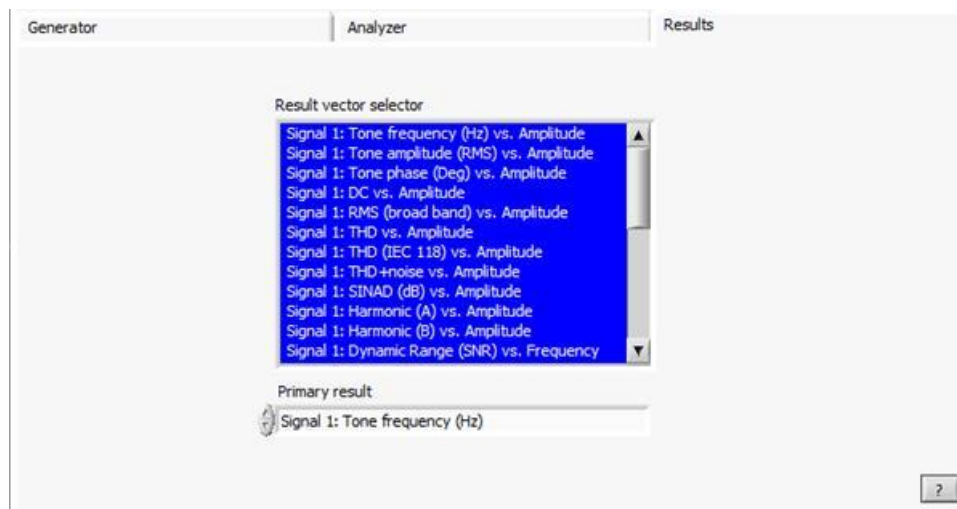 Generator
Analyzer
Results
Result vector selector
Signal 1: Tone frequency (Hz) vs. Amplitude
Signal 1: Tone amplitude (RMS) vs. Amplitude
Signal 1: Tone phase (Deg) vs. Amplitude
Signal 1: DC vs. Amplitude
Signal 1: RMS (broad band) vs. Amplitude
Signal 1: THD vs. Amplitude
Signal 1: THD (IEC 118) vs. Amplitude
Signal 1: THD+noise vs. Amplitude
Signal 1: SINAD (dB) vs. Amplitude
Signal 1: Harmonic (A) vs. Amplitude
Signal 1: Harmonic (B) vs. Amplitude
Signal 1: Dynamic Range (SNR) vs. Frequency
Primary result
Signal 1: Tone frequency (Hz)
?